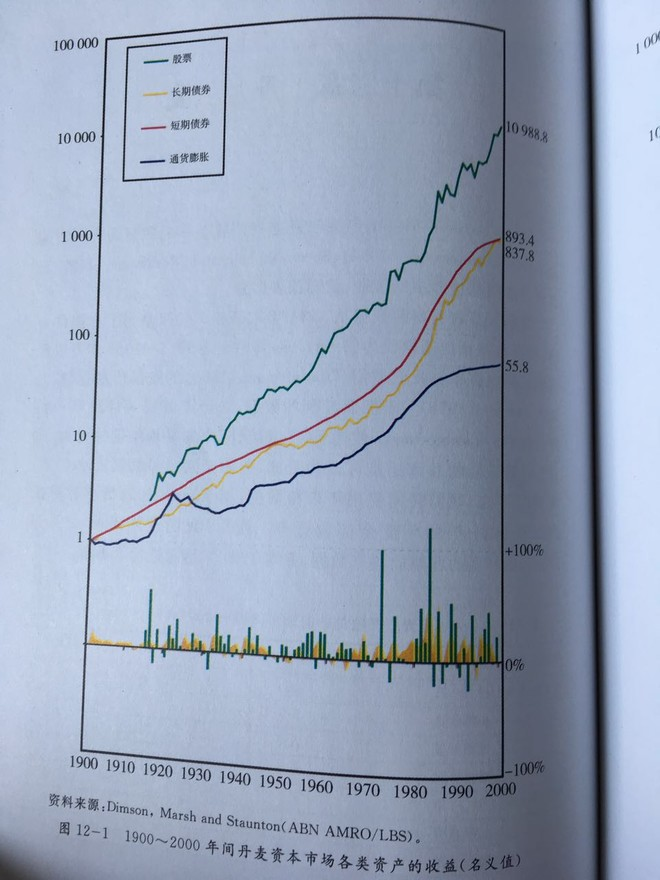 100 000
股票
长期债券
短期债券
通货膨胀
10 000
10 988.8
1 000
893.4
837.8
100
55.8
10
1
+100%
0%
-100%
1900 1910 1920 1930 1940 1950 1960 1970 1980 1990 2000
资料来源:Dimson, Marsh and Staunton(ABN AMRO/LBS)。
图 12-1 1900～2000 年间丹麦资本市场各类资产的收益(名义值)